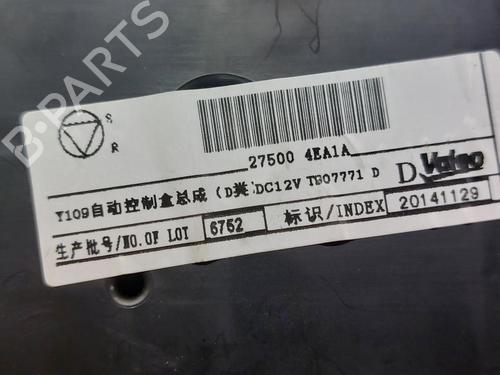 S
R
27500 4EA1A
Y109自动控制盒总成(D类)DC12V T807771 D
D Valeo
生产批号/NO.OF LOT 6752 标识/INDEX 20141129
B-PARTS